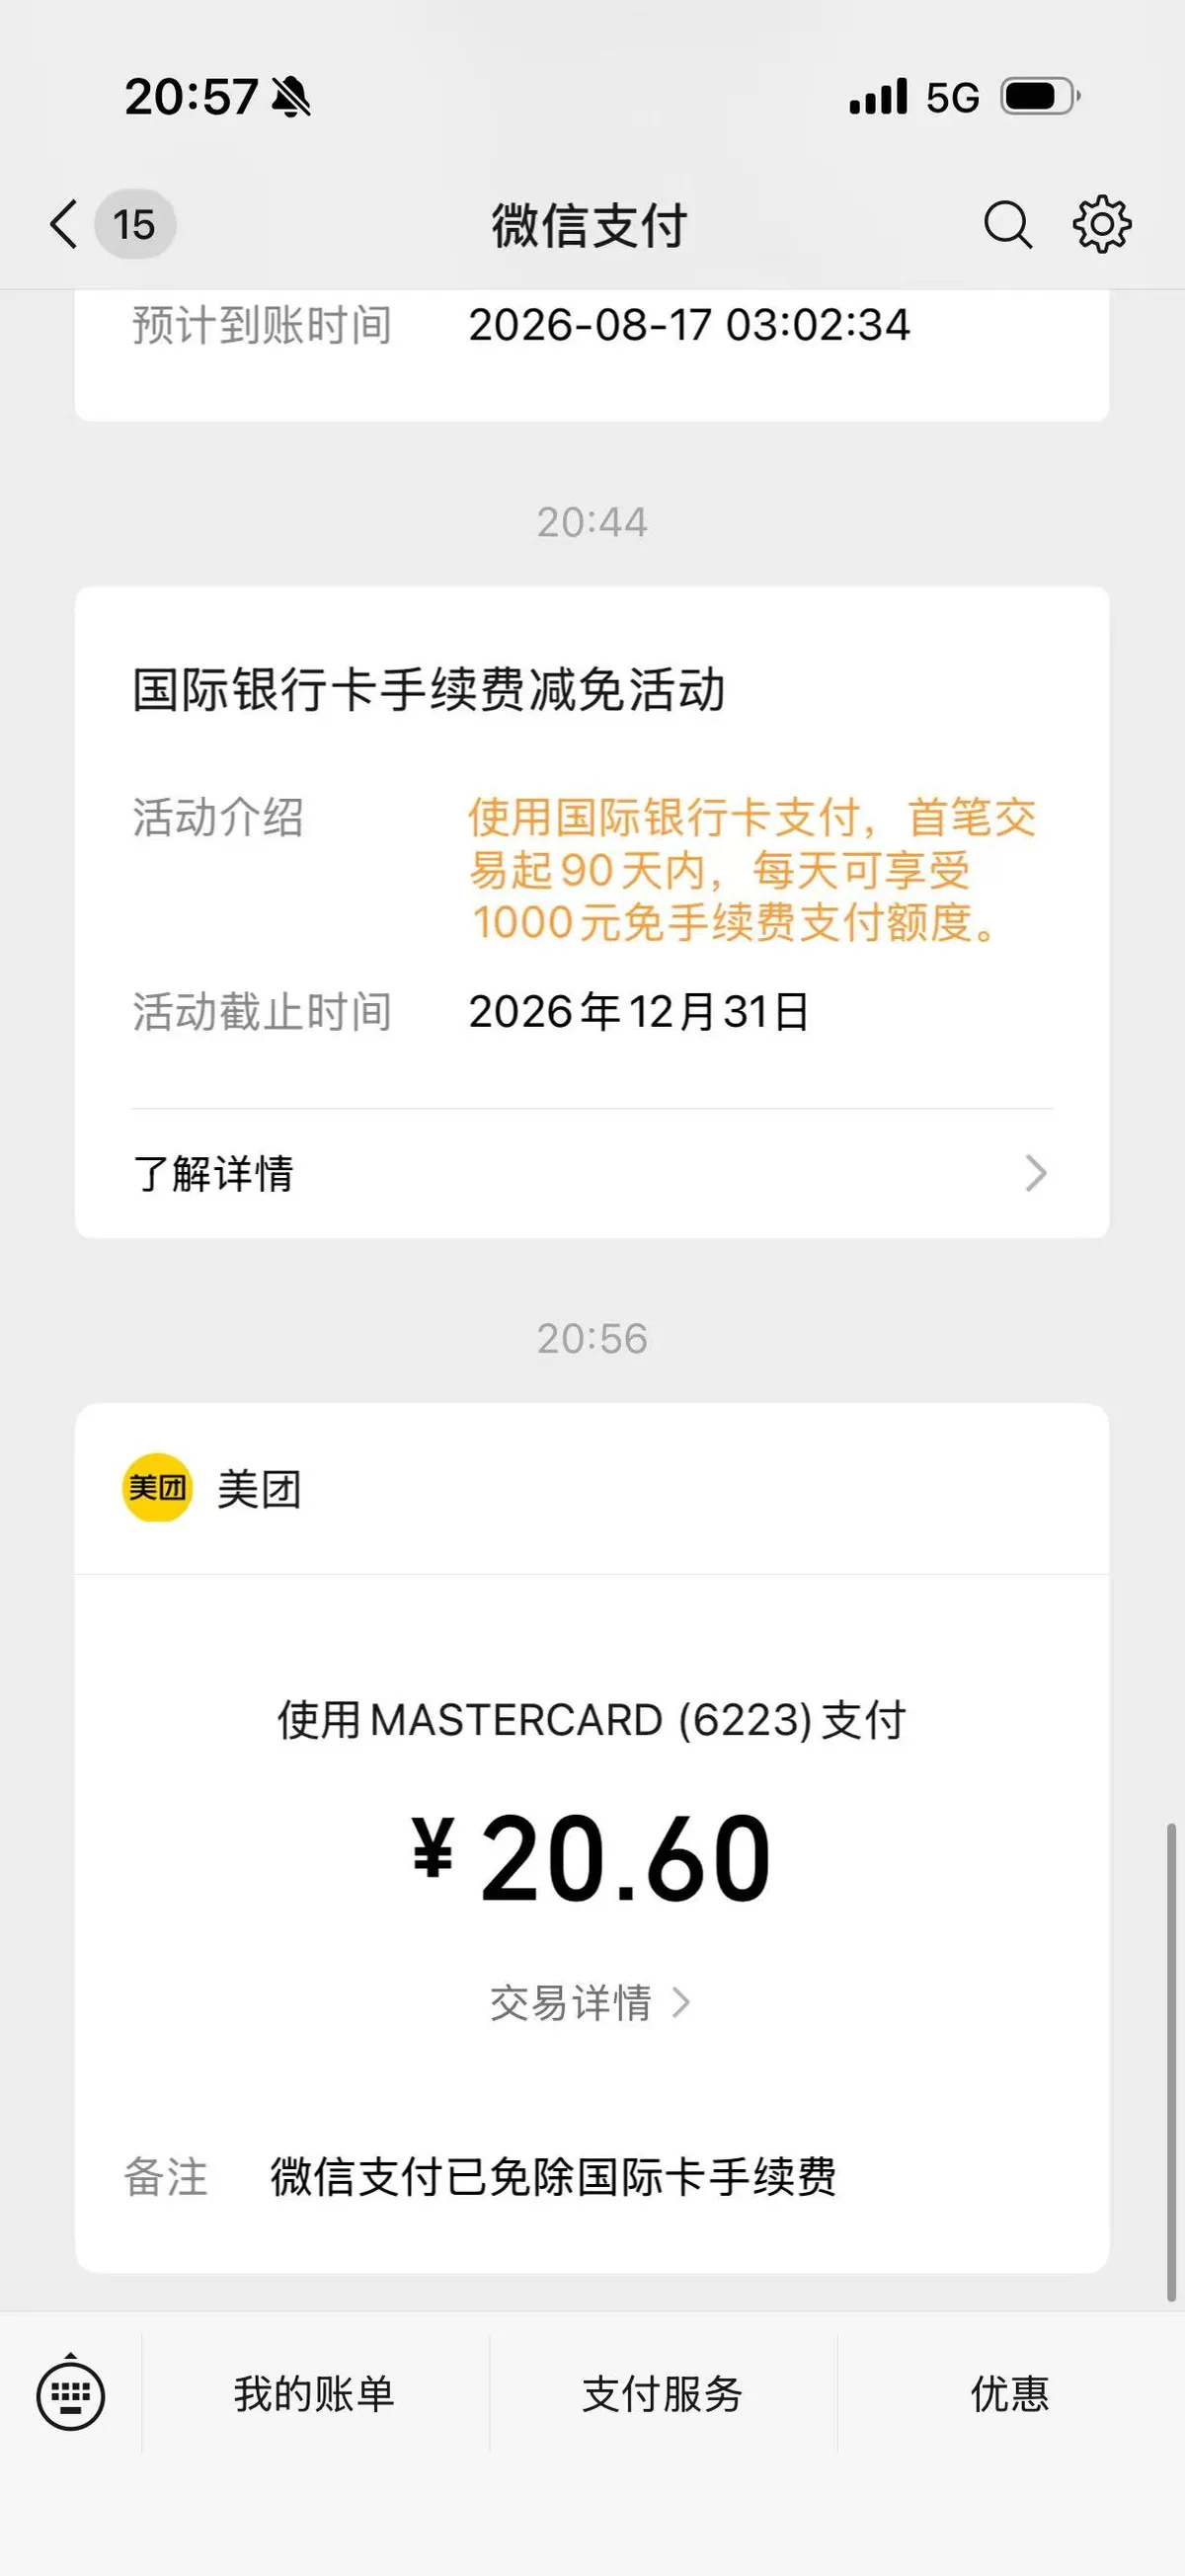 20:57
5G
15
微信支付
预计到账时间 2026-08-17 03:02:34
20:44
国际银行卡手续费减免活动
活动介绍 使用国际银行卡支付，首笔交
易起90天内，每天可享受
1000元免手续费支付额度。
活动截止时间 2026年12月31日
了解详情
20:56
美团 美团
使用MASTERCARD (6223)支付
¥20.60
交易详情
备注 微信支付已免除国际卡手续费
我的账单 支付服务 优惠